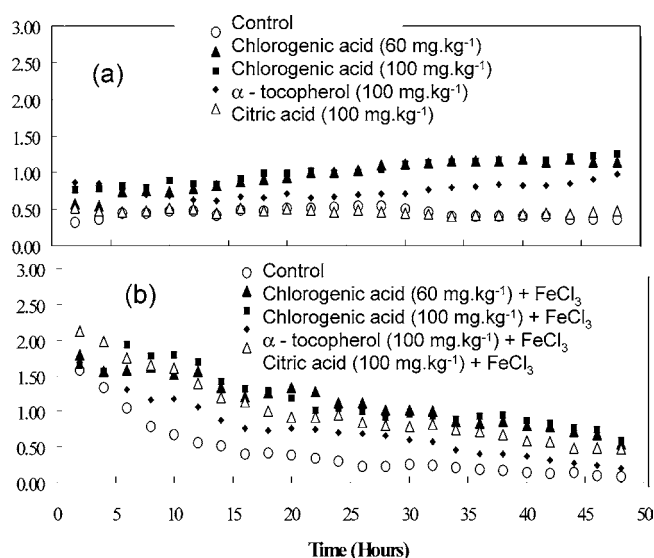 3.00
2.50
2.00
1.50
1.00
0.50
0.00
(a)
Control
Chlorogenic acid (60 mg.kg-1)
Chlorogenic acid (100 mg.kg-1)
α - tocopherol (100 mg.kg-1)
Citric acid (100 mg.kg-1)
3.00
2.50
2.00
1.50
1.00
0.50
0.00
(b)
Control
Chlorogenic acid (60 mg.kg-1) + FeCl3
Chlorogenic acid (100 mg.kg-1) + FeCl3
α - tocopherol (100 mg.kg-1) + FeCl3
Citric acid (100 mg.kg-1) + FeCl3
0 5 10 15 20 25 30 35 40 45 50
Time (Hours)